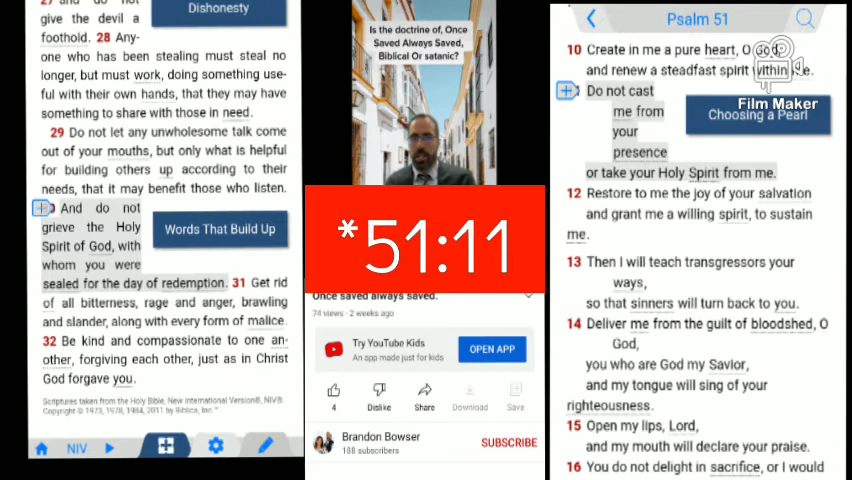 27 and do not
give the devil a
foothold. 28 Any-
one who has been stealing must steal no
longer, but must work, doing something use-
ful with their own hands, that they may have
something to share with those in need.
29 Do not let any unwholesome talk come
out of your mouths, but only what is helpful
for building others up according to their
needs, that it may benefit those who listen.
And do not
grieve the Holy
Spirit of God, with
whom you were
sealed for the day of redemption. 31 Get rid
of all bitterness, rage and anger, brawling
and slander, along with every form of malice.
32 Be kind and compassionate to one an-
other, forgiving each other, just as in Christ
God forgave you.
Dishonesty
Words That Build Up
Scriptures taken from the Holy Bible, New International Version®, NIV®.
Copyright © 1973, 1978, 1984, 2011 by Biblica, Inc.™
NIV
Is the doctrine of, Once
Saved Always Saved,
Biblical Or satanic?
*51:11
Once saved always saved.
74 views · 2 weeks ago
Try YouTube Kids
An app made just for kids
OPEN APP
4
Dislike
Share
Download
Save
Brandon Bowser
188 subscribers
SUBSCRIBE
Psalm 51
10 Create in me a pure heart, O God,
and renew a steadfast spirit within me.
Do not cast
me from
your
presence
or take your Holy Spirit from me.
Film Maker
Choosing a Pearl
12 Restore to me the joy of your salvation
and grant me a willing spirit, to sustain
me.
13 Then I will teach transgressors your
ways,
so that sinners will turn back to you.
14 Deliver me from the guilt of bloodshed, O
God,
you who are God my Savior,
and my tongue will sing of your
righteousness.
15 Open my lips, Lord,
and my mouth will declare your praise.
16 You do not delight in sacrifice, or I would